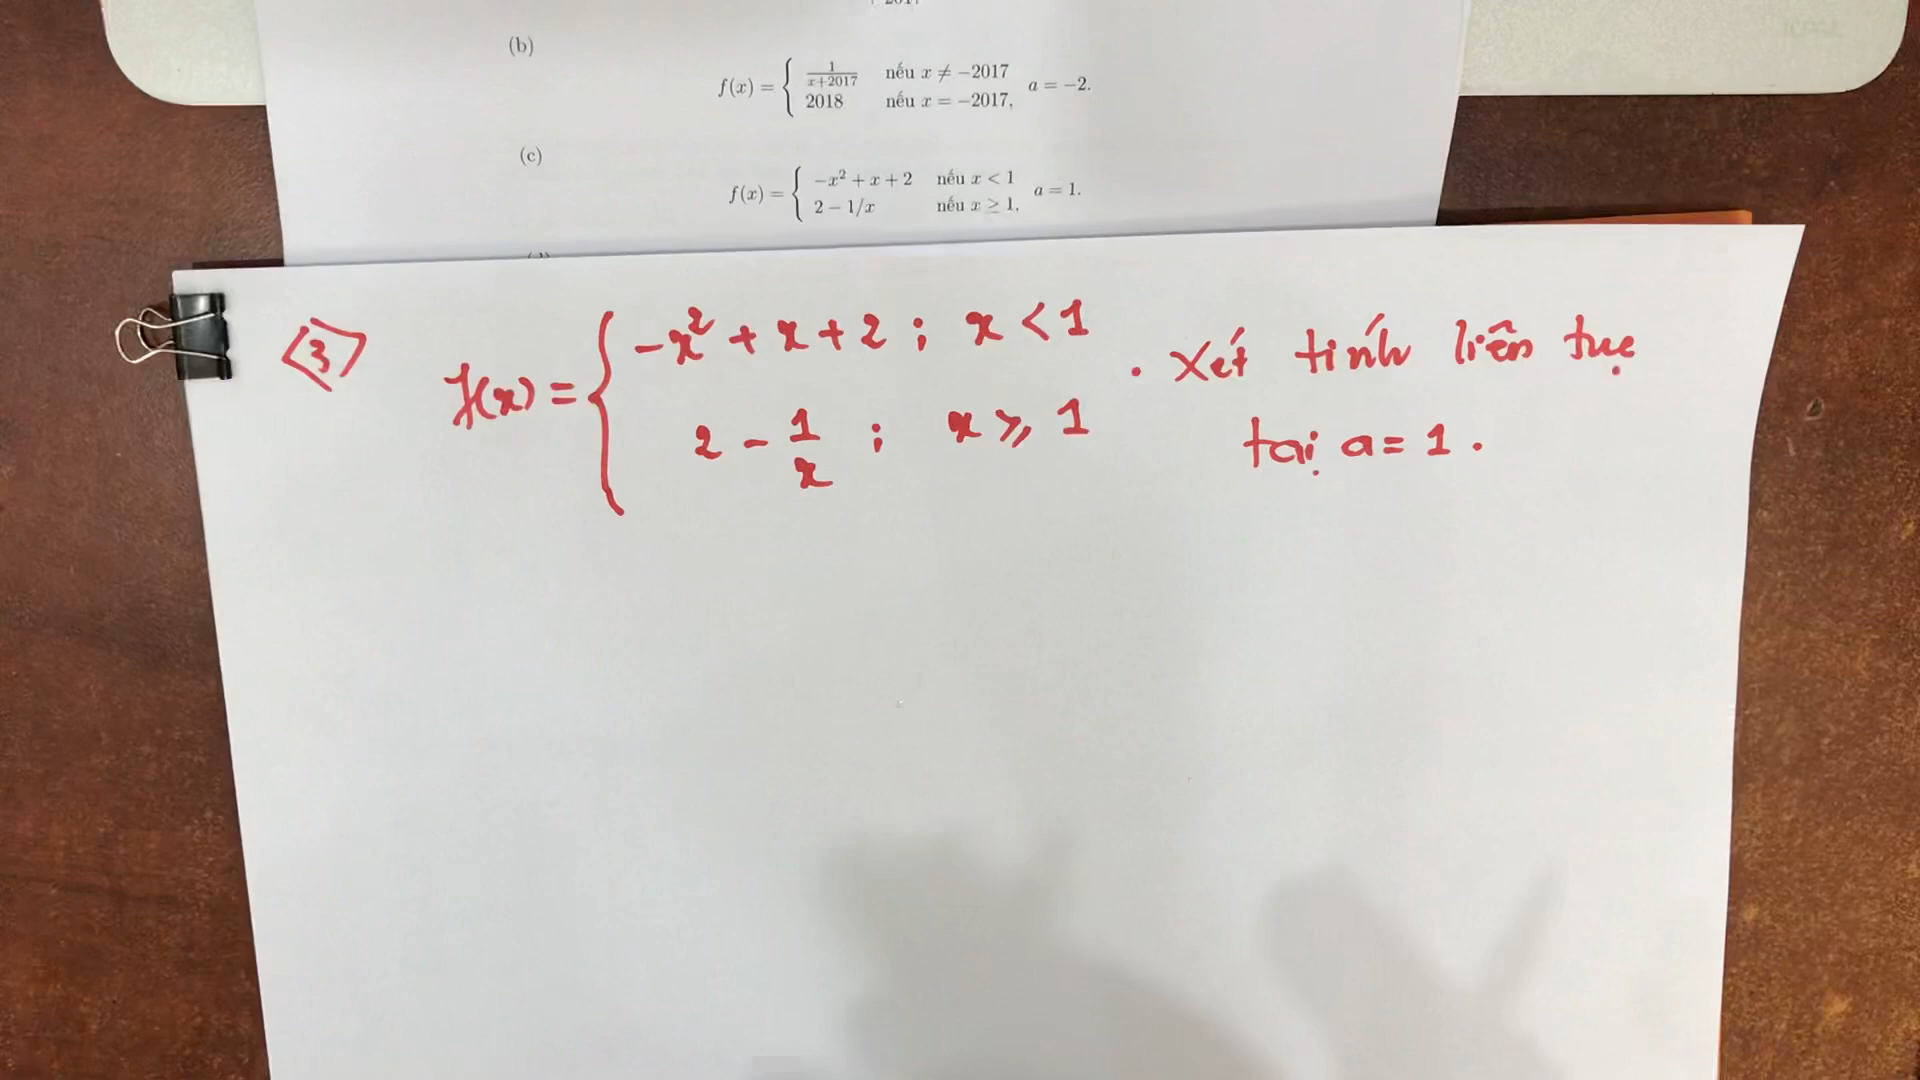 (b)
f(x) = { 1/(x+2017) nếu x ≠ −2017
2018 nếu x = −2017, a = −2.
(c)
f(x) = { −x² + x + 2 nếu x < 1
2 − 1/x nếu x ≥ 1, a = 1.
<3> f(x) = { −x² + x + 2 ; x < 1 . Xét tính liên tục
2 − 1/x ; x ⩾ 1 tại a = 1 .